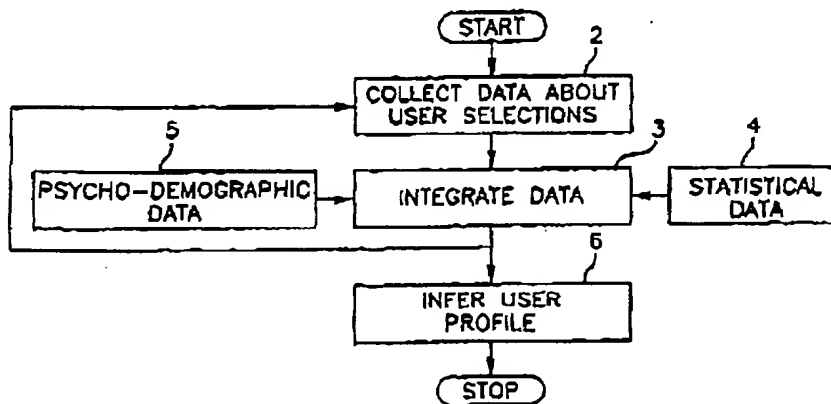 START
2
COLLECT DATA ABOUT
USER SELECTIONS
5
3
4
PSYCHO-DEMOGRAPHIC
DATA
INTEGRATE DATA
STATISTICAL
DATA
6
INFER USER
PROFILE
STOP